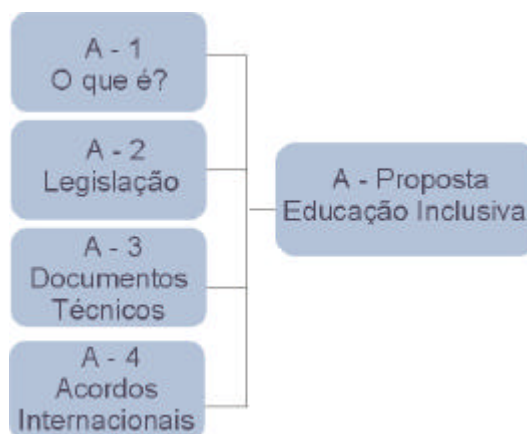 A - 1
O que é?
A - 2
Legislação
A - 3
Documentos
Técnicos
A - 4
Acordos
Internacionais
A - Proposta
Educação Inclusiva